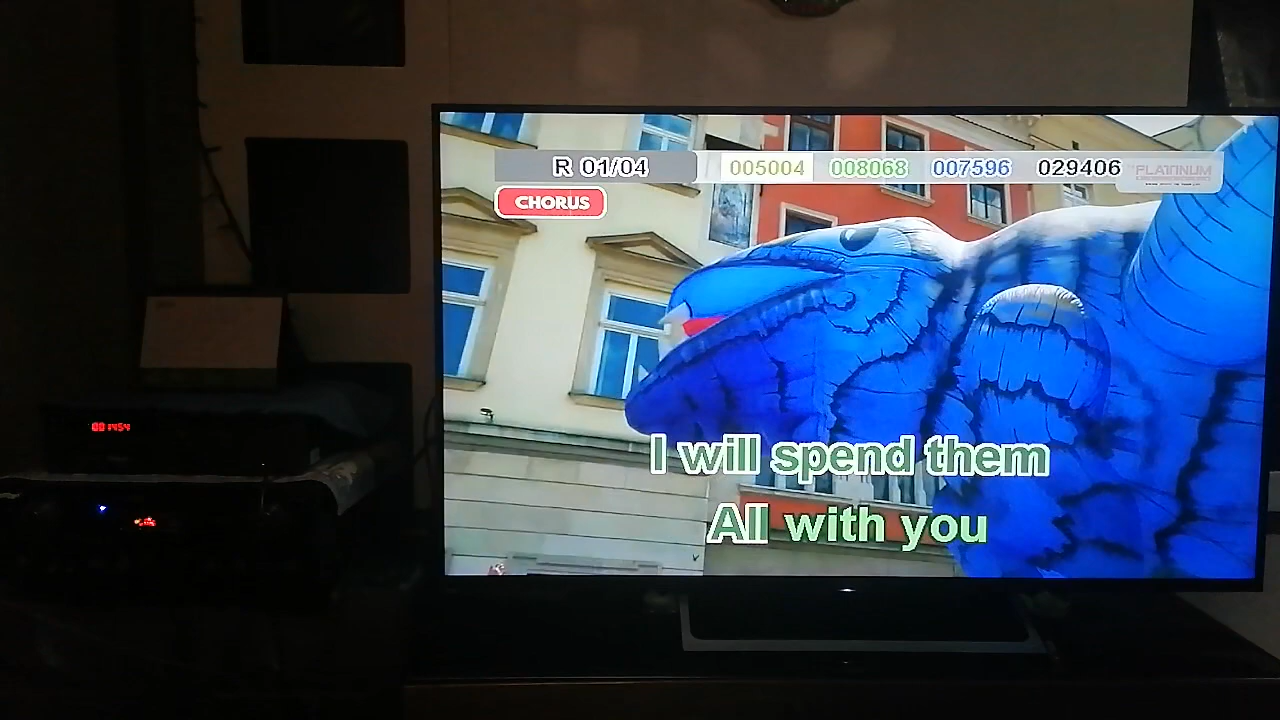 R 01/04 005004 008068 007596 029406 PLATINUM
CHORUS
I will spend them
All with you